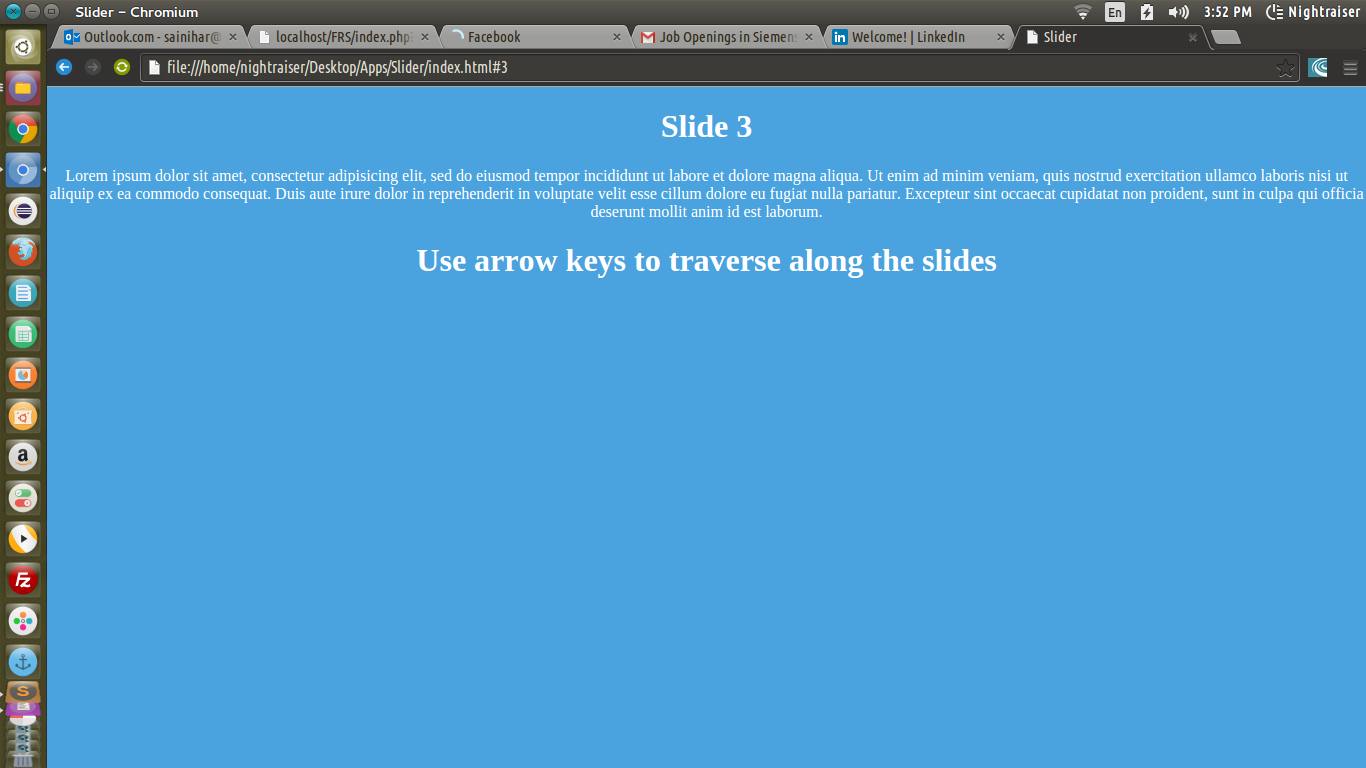 Slider - Chromium
En
3:52 PM
Nightraiser
Outlook.com - sainihar@
localhost/FRS/index.php
Facebook
Job Openings in Siemens
Welcome! | LinkedIn
Slider
file:///home/nightraiser/Desktop/Apps/Slider/index.html#3
Slide 3
Lorem ipsum dolor sit amet, consectetur adipisicing elit, sed do eiusmod tempor incididunt ut labore et dolore magna aliqua. Ut enim ad minim veniam, quis nostrud exercitation ullamco laboris nisi ut
aliquip ex ea commodo consequat. Duis aute irure dolor in reprehenderit in voluptate velit esse cillum dolore eu fugiat nulla pariatur. Excepteur sint occaecat cupidatat non proident, sunt in culpa qui officia
deserunt mollit anim id est laborum.
Use arrow keys to traverse along the slides